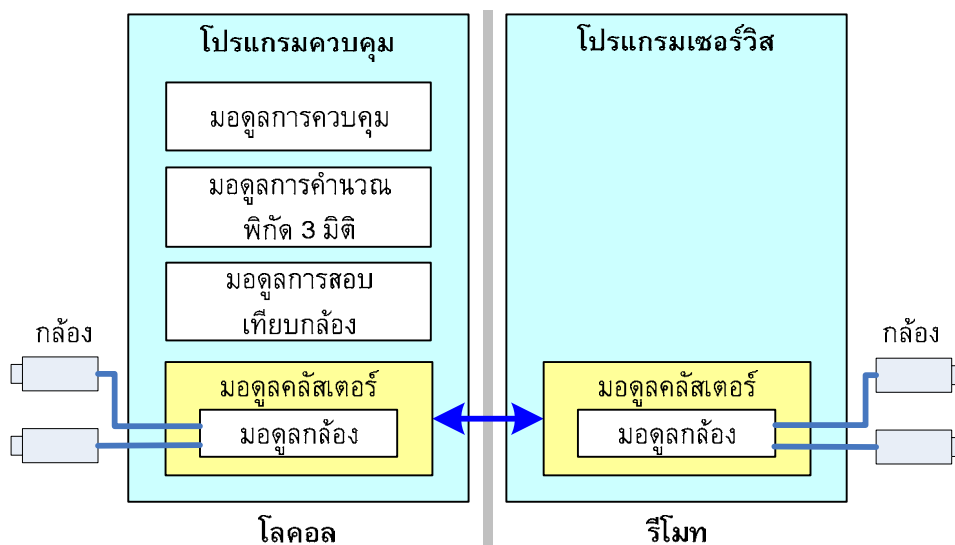 โปรแกรมควบคุม
มอดูลการควบคุม
มอดูลการคำนวณ
พิกัด 3 มิติ
มอดูลการสอบ
เทียบกล้อง
กล้อง
มอดูลคลัสเตอร์
มอดูลกล้อง
โลคอล
โปรแกรมเซอร์วิส
กล้อง
มอดูลคลัสเตอร์
มอดูลกล้อง
รีโมท